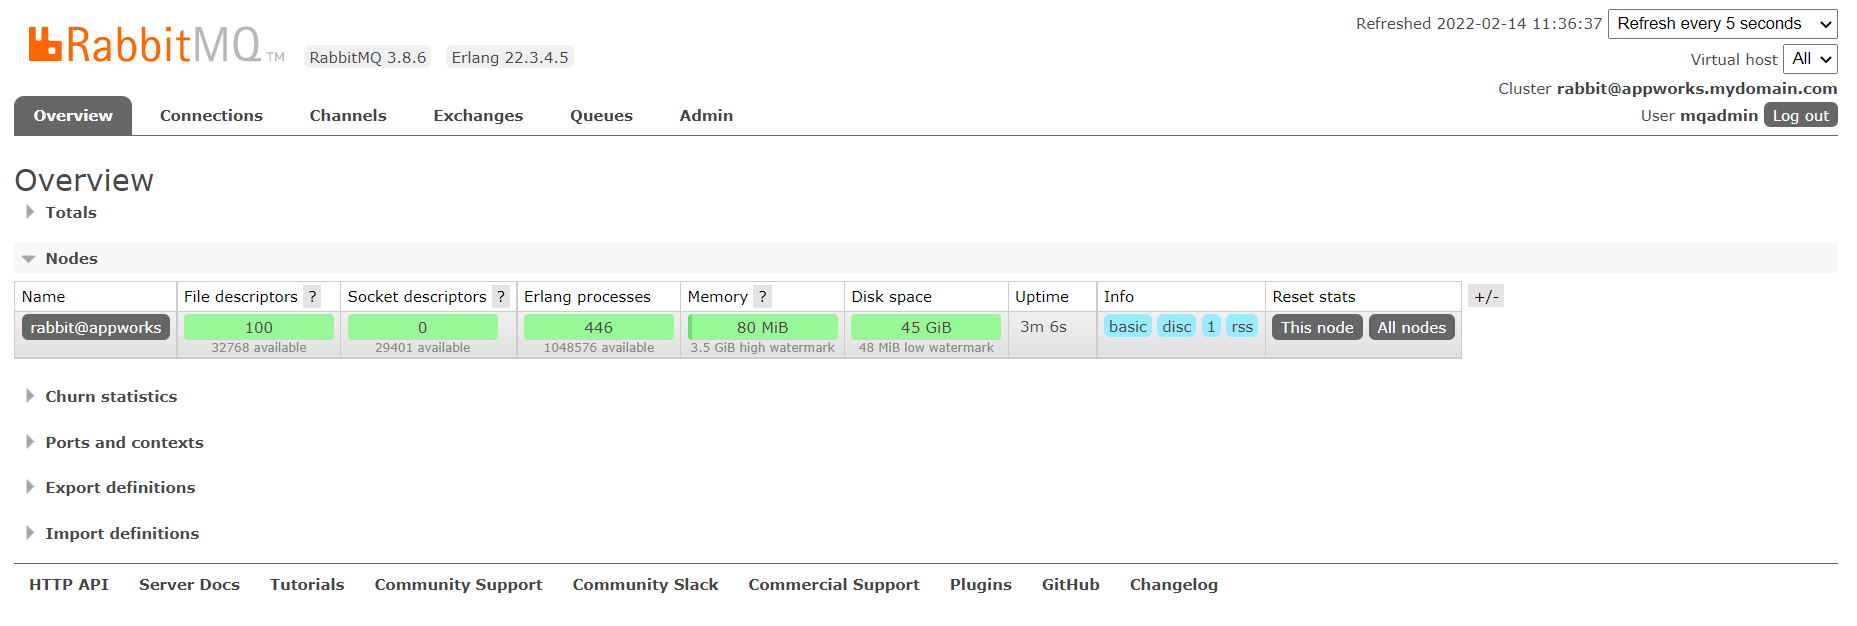 Refreshed 2022-02-14 11:36:37 Refresh every 5 seconds
RabbitMQ TM RabbitMQ 3.8.6 Erlang 22.3.4.5
Virtual host All
Cluster rabbit@appworks.mydomain.com
User mqadmin Log out
Overview Connections Channels Exchanges Queues Admin
Overview
Totals
Nodes
Name File descriptors ? Socket descriptors ? Erlang processes Memory ? Disk space Uptime Info Reset stats +/-
rabbit@appworks 100 0 446 80 MiB 45 GiB 3m 6s basic disc 1 rss This node All nodes
32768 available 29401 available 1048576 available 3.5 GiB high watermark 48 MiB low watermark
Churn statistics
Ports and contexts
Export definitions
Import definitions
HTTP API Server Docs Tutorials Community Support Community Slack Commercial Support Plugins GitHub Changelog